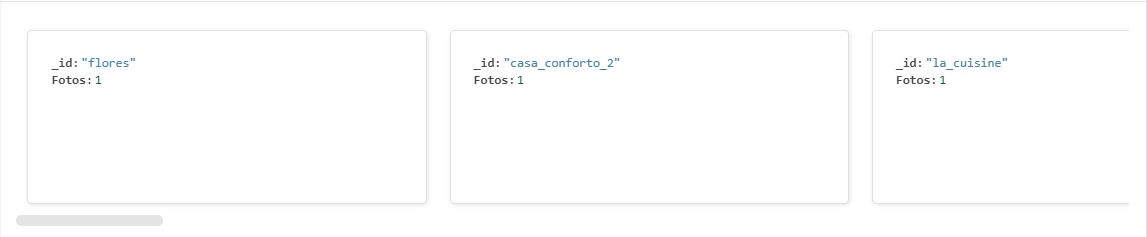 _id: "flores"
Fotos: 1
_id: "casa_conforto_2"
Fotos: 1
_id: "la_cuisine"
Fotos: 1